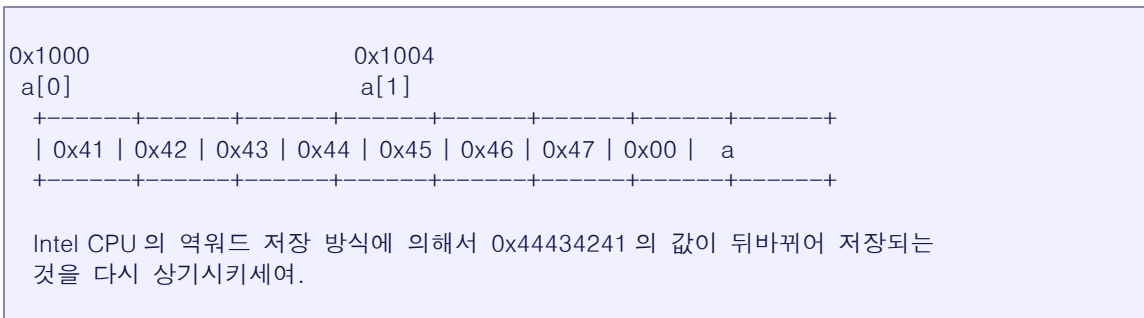 0x1000 0x1004
a[0] a[1]
+------+------+------+------+------+------+------+------+
| 0x41 | 0x42 | 0x43 | 0x44 | 0x45 | 0x46 | 0x47 | 0x00 | a
+------+------+------+------+------+------+------+------+
Intel CPU 의 역워드 저장 방식에 의해서 0x44434241 의 값이 뒤바뀌어 저장되는
것을 다시 상기시키세여.